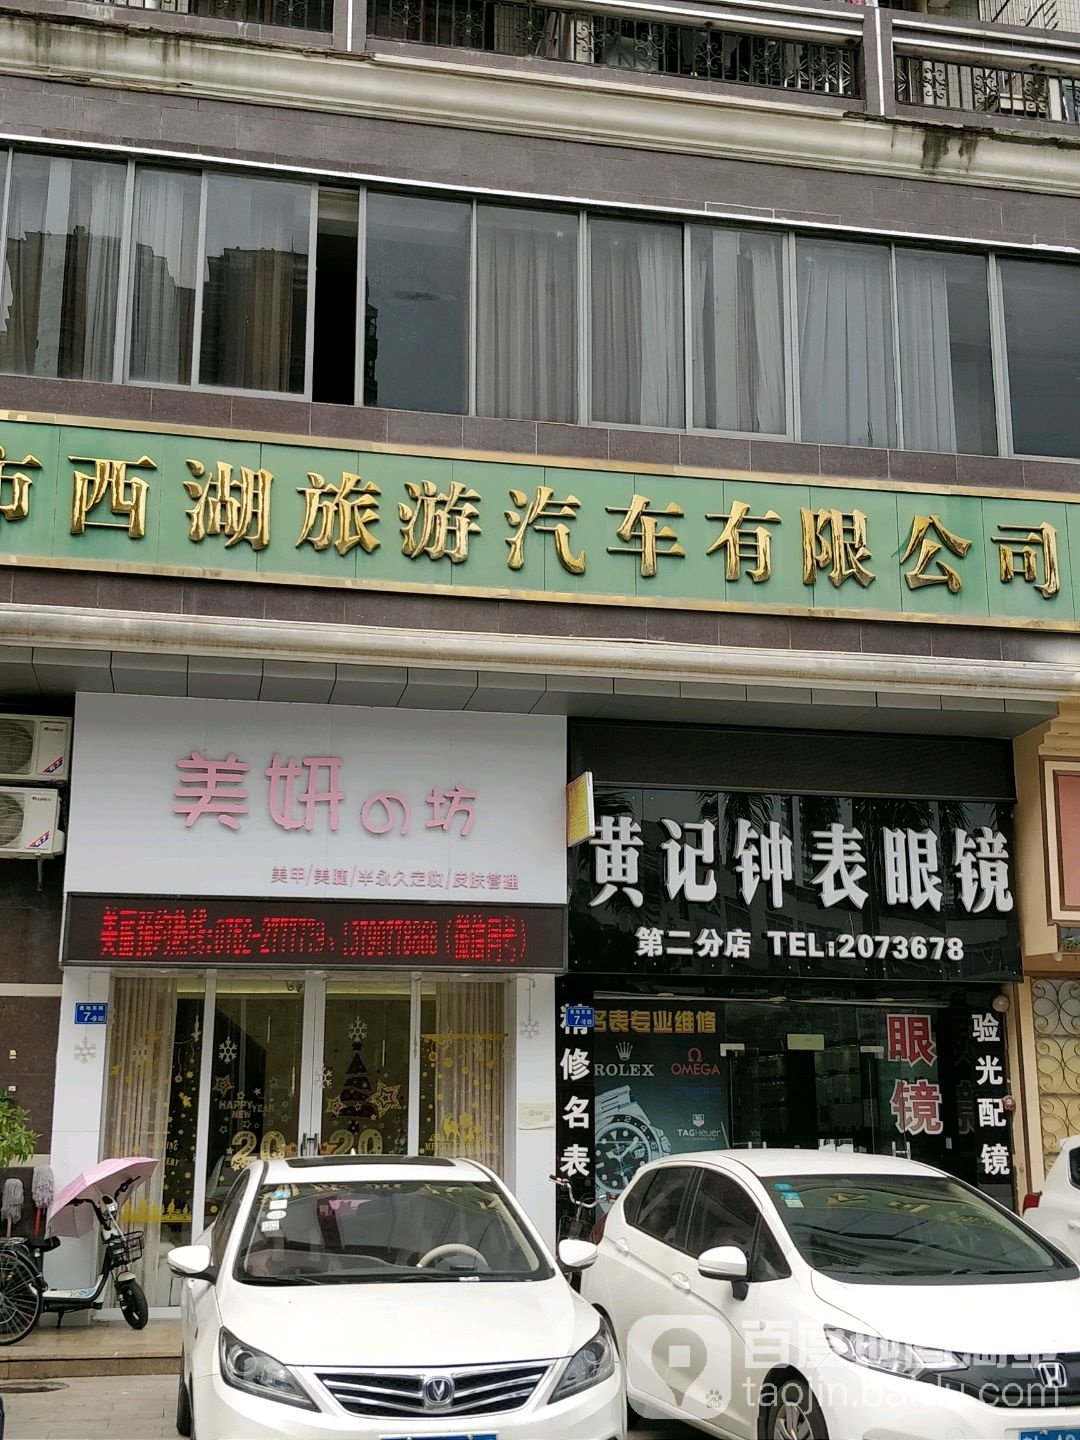 市西湖旅游汽车有限公司
美妍の坊
美甲/美睫/半永久定妆/皮肤管理
黄记钟表眼镜
第二分店 TEL:2073678
名表专业维修
ROLEX
OMEGA
TAGHeuer
精修名表
眼镜
验光配镜
HAPPY NEW YEAR
2020
百度地图淘金
taojin.baidu.com